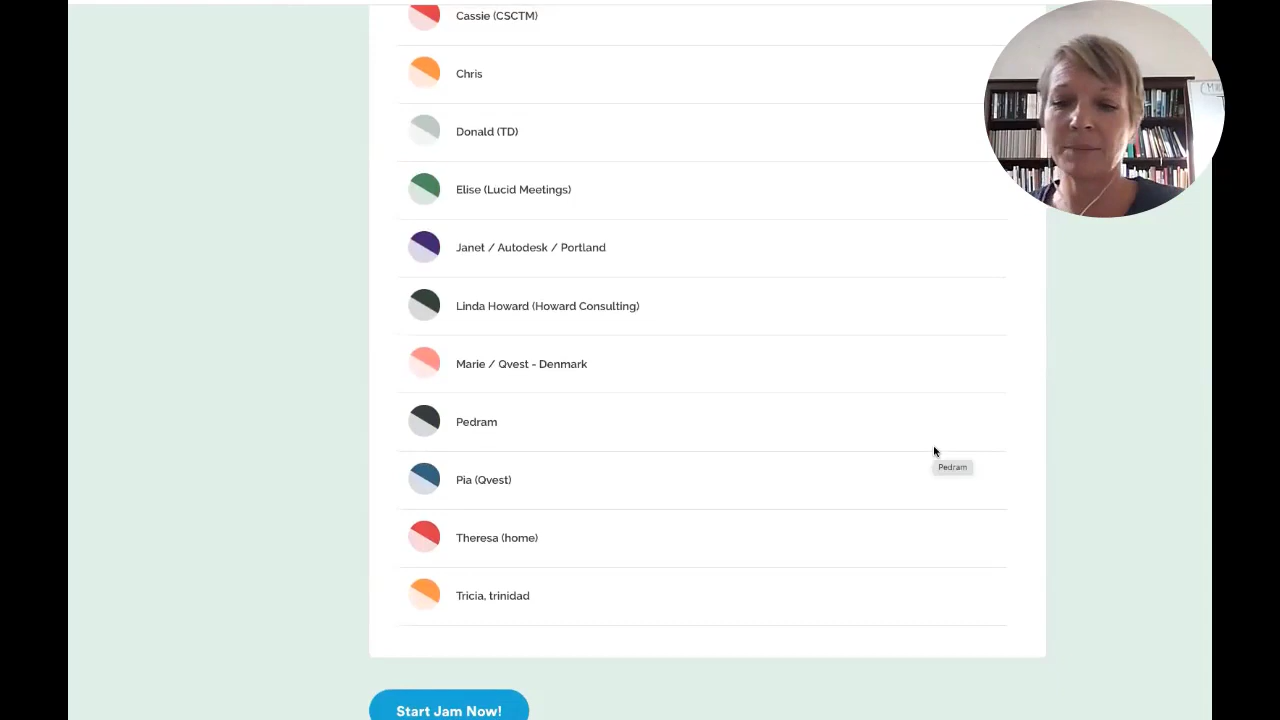 Cassie (CSCTM)
Chris
Donald (TD)
Elise (Lucid Meetings)
Janet / Autodesk / Portland
Linda Howard (Howard Consulting)
Marie / Qvest - Denmark
Pedram
Pedram
Pia (Qvest)
Theresa (home)
Tricia, trinidad
Start Jam Now!